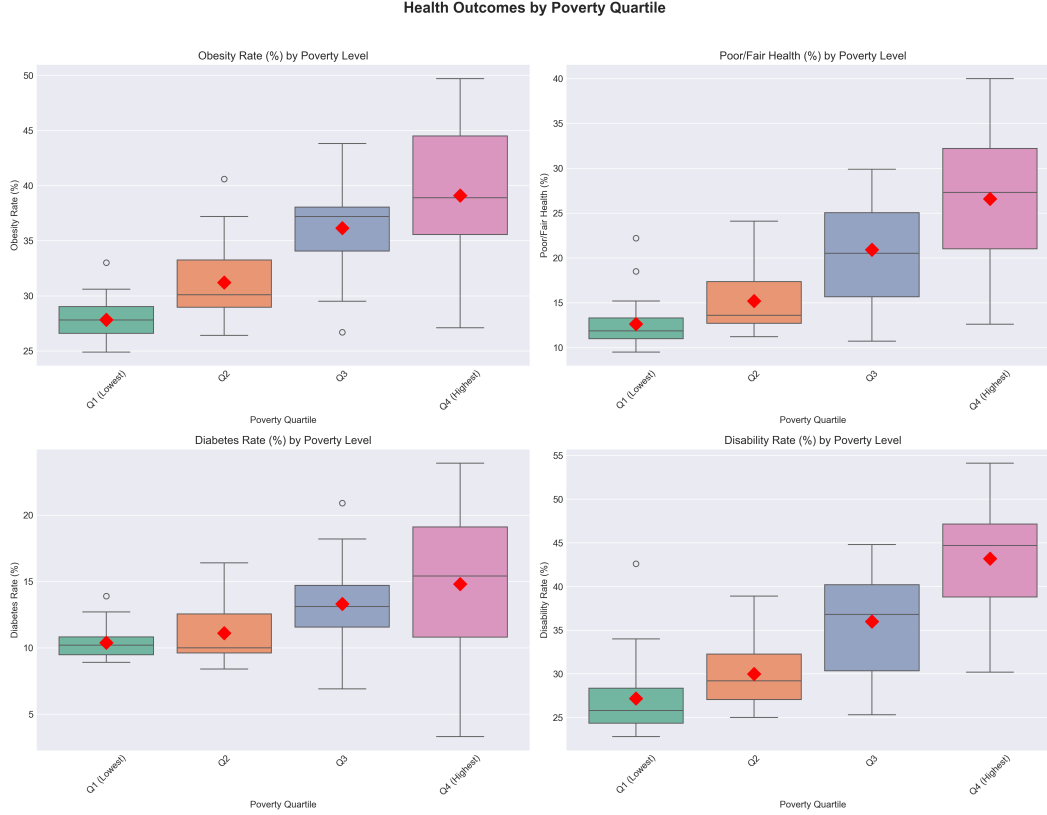 Health Outcomes by Poverty Quartile
Obesity Rate (%) by Poverty Level
50
45
40
35
30
25
Obesity Rate (%)
Q1 (Lowest)
Q2
Q3
Q4 (Highest)
Poverty Quartile
Poor/Fair Health (%) by Poverty Level
40
35
30
25
20
15
10
Poor/Fair Health (%)
Q1 (Lowest)
Q2
Q3
Q4 (Highest)
Poverty Quartile
Diabetes Rate (%) by Poverty Level
20
15
10
5
Diabetes Rate (%)
Q1 (Lowest)
Q2
Q3
Q4 (Highest)
Poverty Quartile
Disability Rate (%) by Poverty Level
55
50
45
40
35
30
25
Disability Rate (%)
Q1 (Lowest)
Q2
Q3
Q4 (Highest)
Poverty Quartile